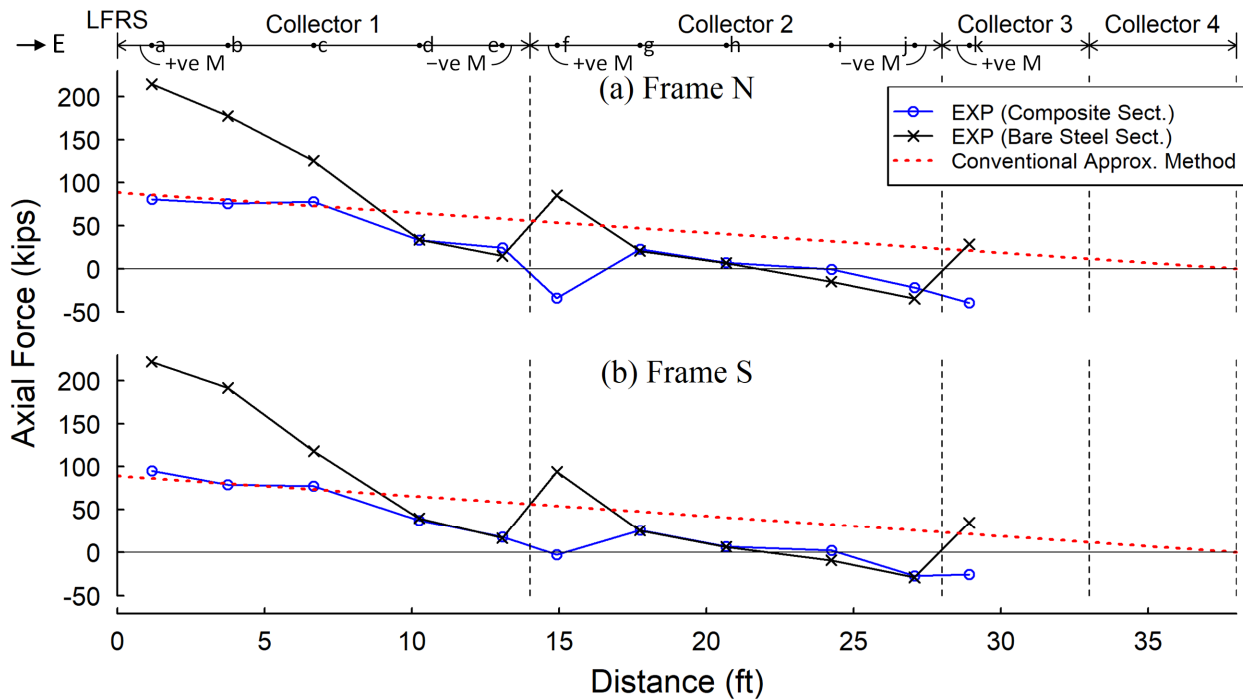 LFRS Collector 1 Collector 2 Collector 3 Collector 4
E a b c d e f g h i j k
+ve M −ve M +ve M −ve M +ve M
(a) Frame N
EXP (Composite Sect.)
EXP (Bare Steel Sect.)
Conventional Approx. Method
200
150
100
50
0
-50
(b) Frame S
200
150
100
50
0
-50
Axial Force (kips)
0 5 10 15 20 25 30 35
Distance (ft)